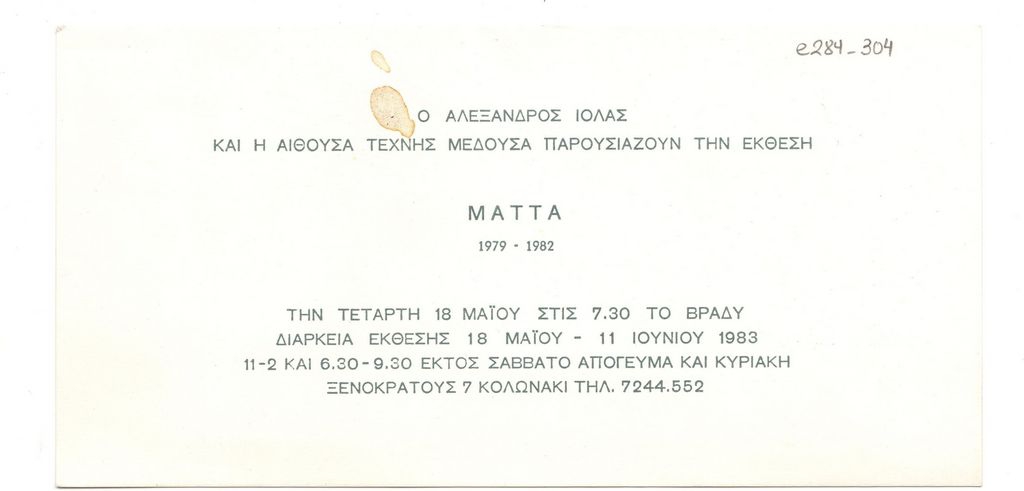 e284-304
Ο ΑΛΕΞΑΝΔΡΟΣ ΙΟΛΑΣ
ΚΑΙ Η ΑΙΘΟΥΣΑ ΤΕΧΝΗΣ ΜΕΔΟΥΣΑ ΠΑΡΟΥΣΙΑΖΟΥΝ ΤΗΝ ΕΚΘΕΣΗ
ΜΑΤΤΑ
1979 - 1982
ΤΗΝ ΤΕΤΑΡΤΗ 18 ΜΑΪΟΥ ΣΤΙΣ 7.30 ΤΟ ΒΡΑΔΥ
ΔΙΑΡΚΕΙΑ ΕΚΘΕΣΗΣ 18 ΜΑΪΟΥ - 11 ΙΟΥΝΙΟΥ 1983
11-2 ΚΑΙ 6.30-9.30 ΕΚΤΟΣ ΣΑΒΒΑΤΟ ΑΠΟΓΕΥΜΑ ΚΑΙ ΚΥΡΙΑΚΗ
ΞΕΝΟΚΡΑΤΟΥΣ 7 ΚΟΛΩΝΑΚΙ ΤΗΛ. 7244.552